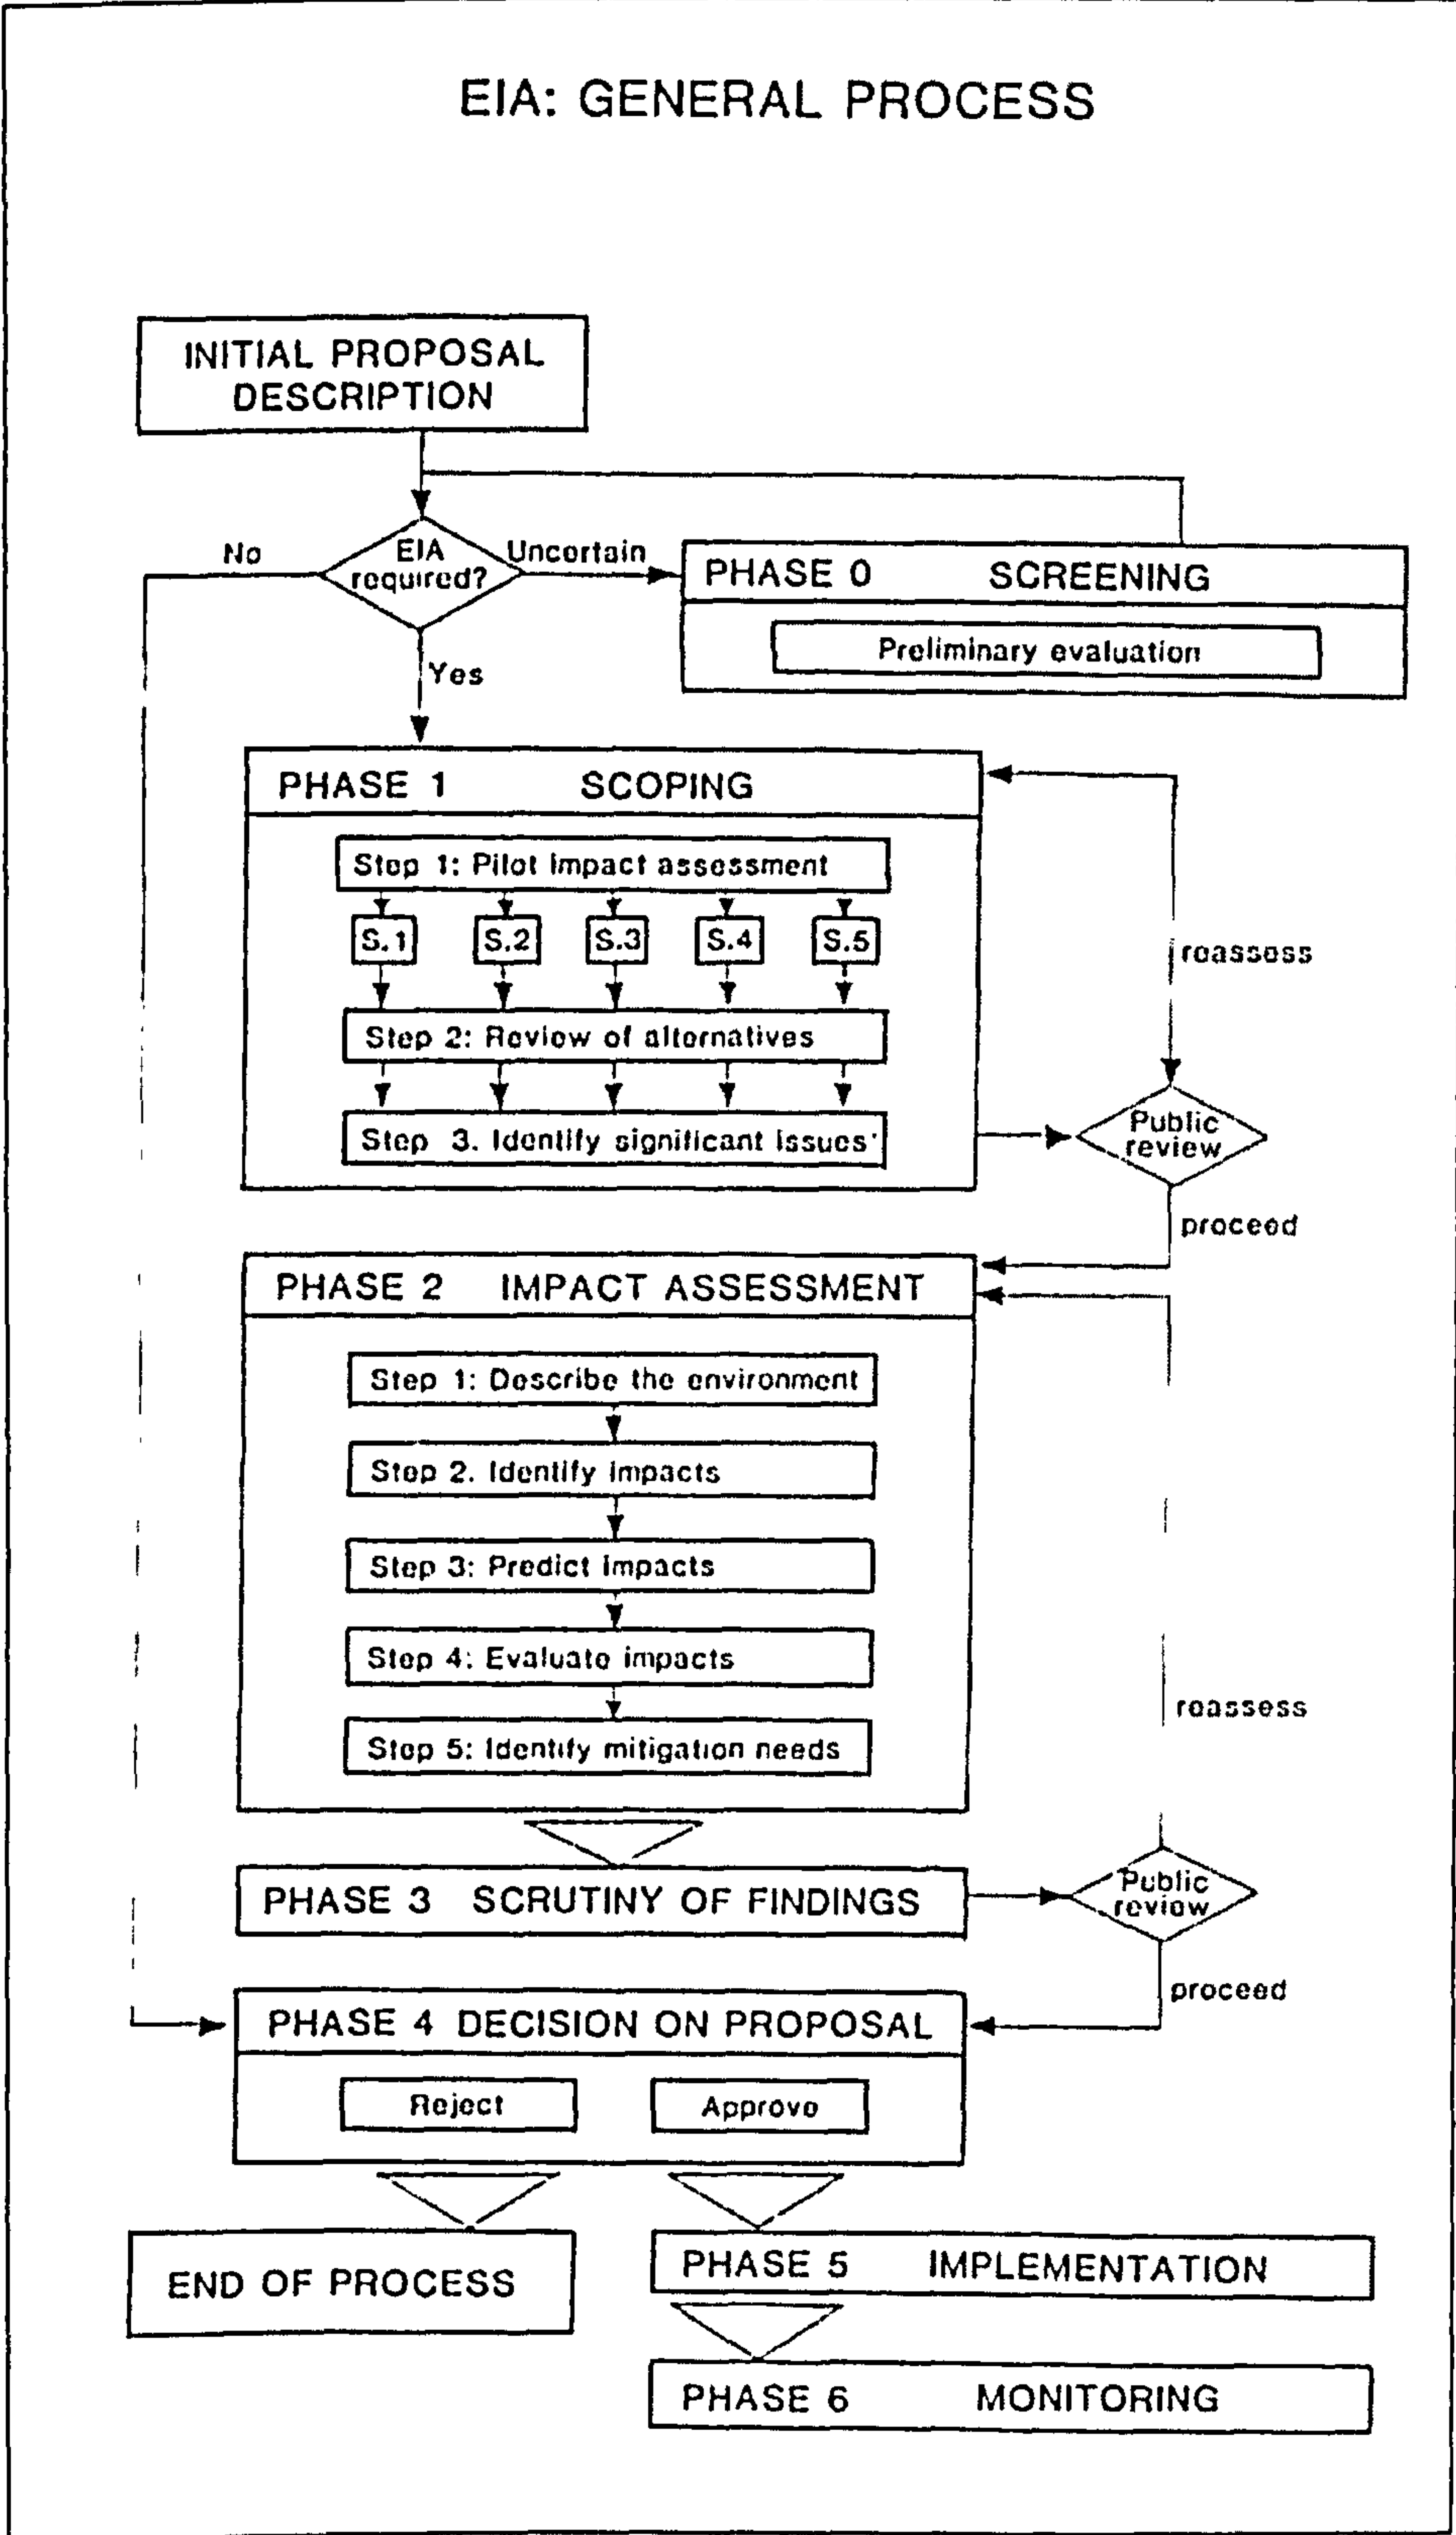 EIA: GENERAL PROCESS
INITIAL PROPOSAL
DESCRIPTION
No
EIA
required?
Uncertain
PHASE 0 SCREENING
Preliminary evaluation
Yes
PHASE 1 SCOPING
Step 1: Pilot impact assessment
S.1 S.2 S.3 S.4 S.5
reassess
Step 2: Review of alternatives
Step 3. Identify significant issues
Public
review
proceed
PHASE 2 IMPACT ASSESSMENT
Step 1: Describe the environment
Step 2. Identify impacts
Step 3: Predict impacts
Step 4: Evaluate impacts
reassess
Step 5: Identify mitigation needs
PHASE 3 SCRUTINY OF FINDINGS
Public
review
proceed
PHASE 4 DECISION ON PROPOSAL
Reject Approve
END OF PROCESS
PHASE 5 IMPLEMENTATION
PHASE 6 MONITORING